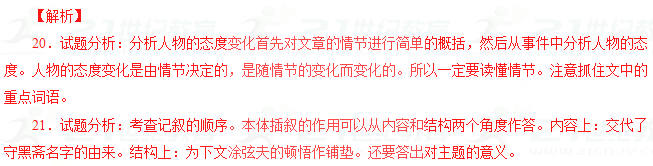 【解析】
20．试题分析：分析人物的态度变化首先对文章的情节进行简单的概括，然后从事件中分析人物的态
度。人物的态度变化是由情节决定的，是随情节的变化而变化的。所以一定要读懂情节。注意抓住文中的
重点词语。
21．试题分析：考查记叙的顺序。本体插叙的作用可以从内容和结构两个角度作答。内容上：交代了
守黑斋名字的由来。结构上：为下文涂弦夫的顿悟作铺垫。还要答出对主题的意义。